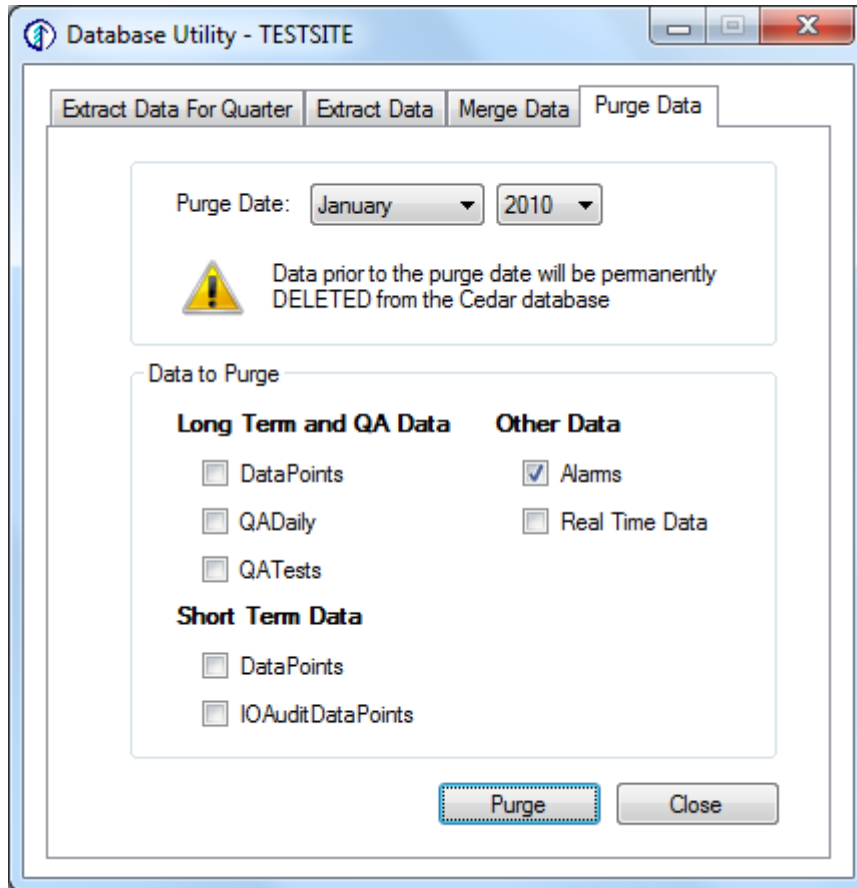 Database Utility - TESTSITE
Extract Data For Quarter Extract Data Merge Data Purge Data
Purge Date: January 2010
Data prior to the purge date will be permanently
DELETED from the Cedar database
Data to Purge
Long Term and QA Data
DataPoints
QADaily
QATests
Short Term Data
DataPoints
IOAuditDataPoints
Other Data
Alarms
Real Time Data
Purge Close